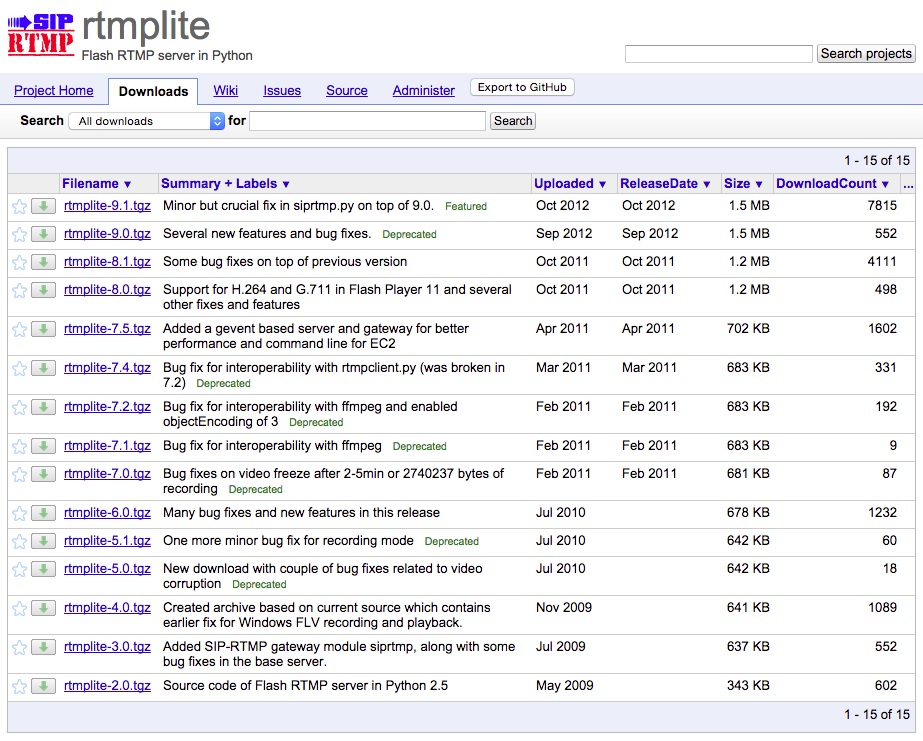 SIP
RTMP
rtmplite
Flash RTMP server in Python
Search projects
Project Home Downloads Wiki Issues Source Administer Export to GitHub
Search All downloads for Search
1 - 15 of 15
Filename ▼ Summary + Labels ▼ Uploaded ▼ ReleaseDate ▼ Size ▼ DownloadCount ▼ ...
rtmplite-9.1.tgz Minor but crucial fix in siprtmp.py on top of 9.0. Featured Oct 2012 Oct 2012 1.5 MB 7815
rtmplite-9.0.tgz Several new features and bug fixes. Deprecated Sep 2012 Sep 2012 1.5 MB 552
rtmplite-8.1.tgz Some bug fixes on top of previous version Oct 2011 Oct 2011 1.2 MB 4111
rtmplite-8.0.tgz Support for H.264 and G.711 in Flash Player 11 and several Oct 2011 Oct 2011 1.2 MB 498
other fixes and features
rtmplite-7.5.tgz Added a gevent based server and gateway for better Apr 2011 Apr 2011 702 KB 1602
performance and command line for EC2
rtmplite-7.4.tgz Bug fix for interoperability with rtmpclient.py (was broken in Mar 2011 Mar 2011 683 KB 331
7.2) Deprecated
rtmplite-7.2.tgz Bug fix for interoperability with ffmpeg and enabled Feb 2011 Feb 2011 683 KB 192
objectEncoding of 3 Deprecated
rtmplite-7.1.tgz Bug fix for interoperability with ffmpeg Deprecated Feb 2011 Feb 2011 683 KB 9
rtmplite-7.0.tgz Bug fixes on video freeze after 2-5min or 2740237 bytes of Feb 2011 Feb 2011 681 KB 87
recording Deprecated
rtmplite-6.0.tgz Many bug fixes and new features in this release Jul 2010 678 KB 1232
rtmplite-5.1.tgz One more minor bug fix for recording mode Deprecated Jul 2010 642 KB 60
rtmplite-5.0.tgz New download with couple of bug fixes related to video Jul 2010 642 KB 18
corruption Deprecated
rtmplite-4.0.tgz Created archive based on current source which contains Nov 2009 641 KB 1089
earlier fix for Windows FLV recording and playback.
rtmplite-3.0.tgz Added SIP-RTMP gateway module siprtmp, along with some Jul 2009 637 KB 552
bug fixes in the base server.
rtmplite-2.0.tgz Source code of Flash RTMP server in Python 2.5 May 2009 343 KB 602
1 - 15 of 15